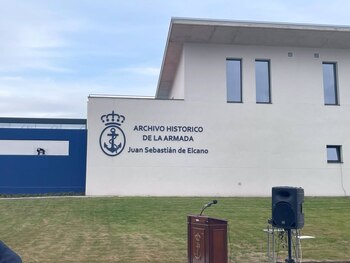 ARCHIVO HISTORICO
DE LA ARMADA
Juan Sebastián de Elcano